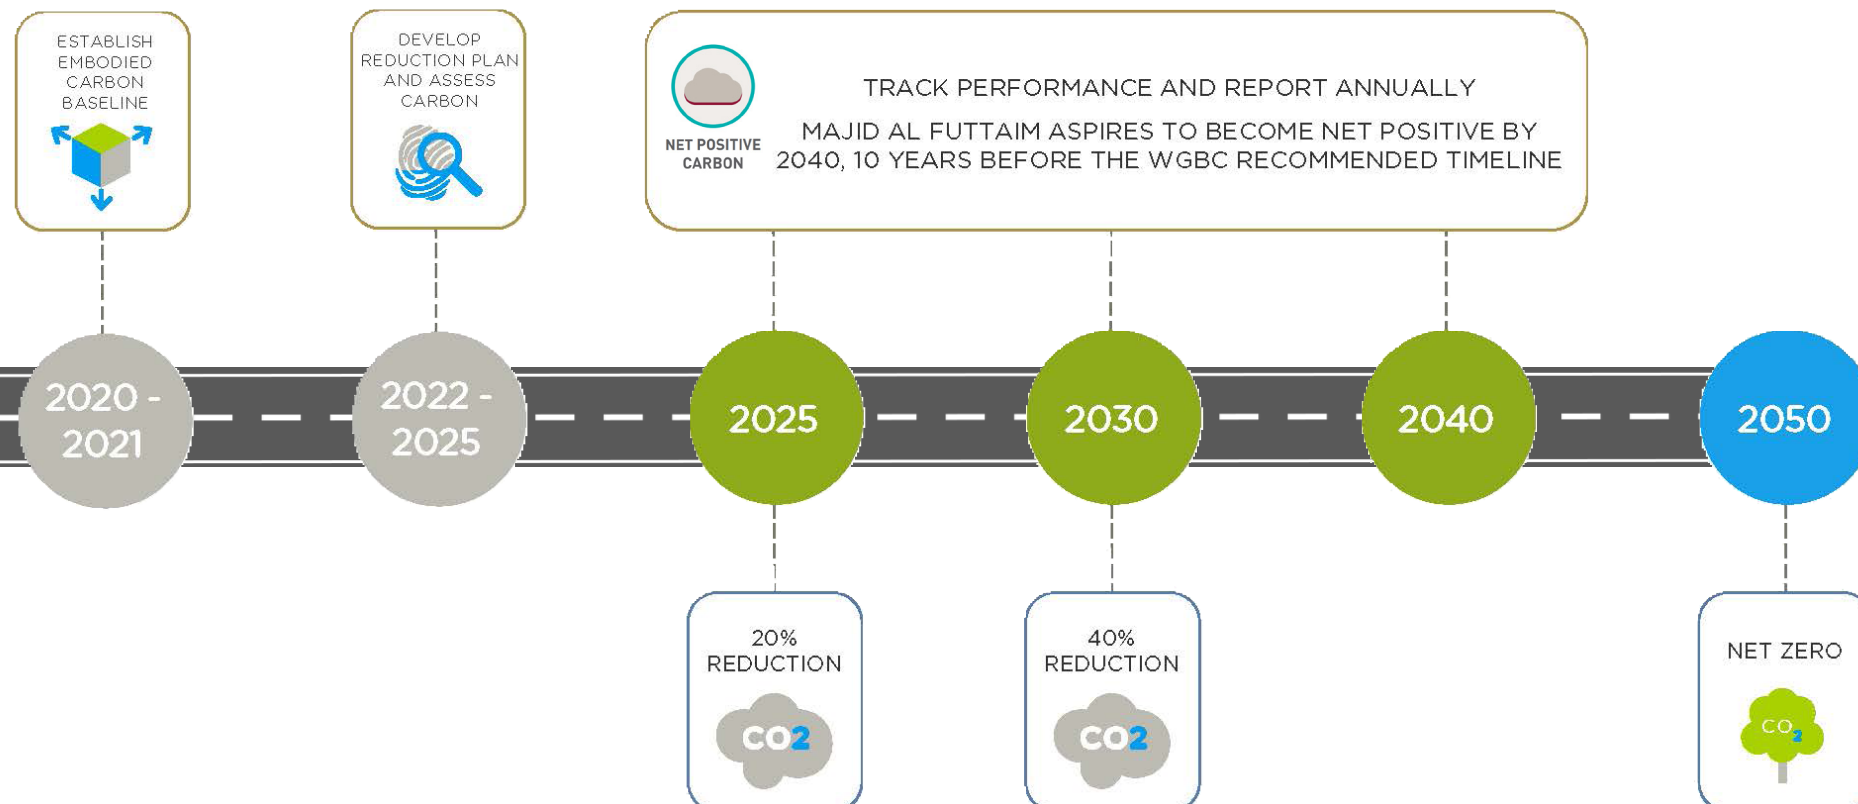 ESTABLISH
EMBODIED
CARBON
BASELINE
DEVELOP
REDUCTION PLAN
AND ASSESS
CARBON
NET POSITIVE
CARBON
TRACK PERFORMANCE AND REPORT ANNUALLY
MAJID AL FUTTAIM ASPIRES TO BECOME NET POSITIVE BY
2040, 10 YEARS BEFORE THE WGBC RECOMMENDED TIMELINE
2020 -
2021
2022 -
2025
2025
2030
2040
2050
20%
REDUCTION
CO2
40%
REDUCTION
CO2
NET ZERO
CO2